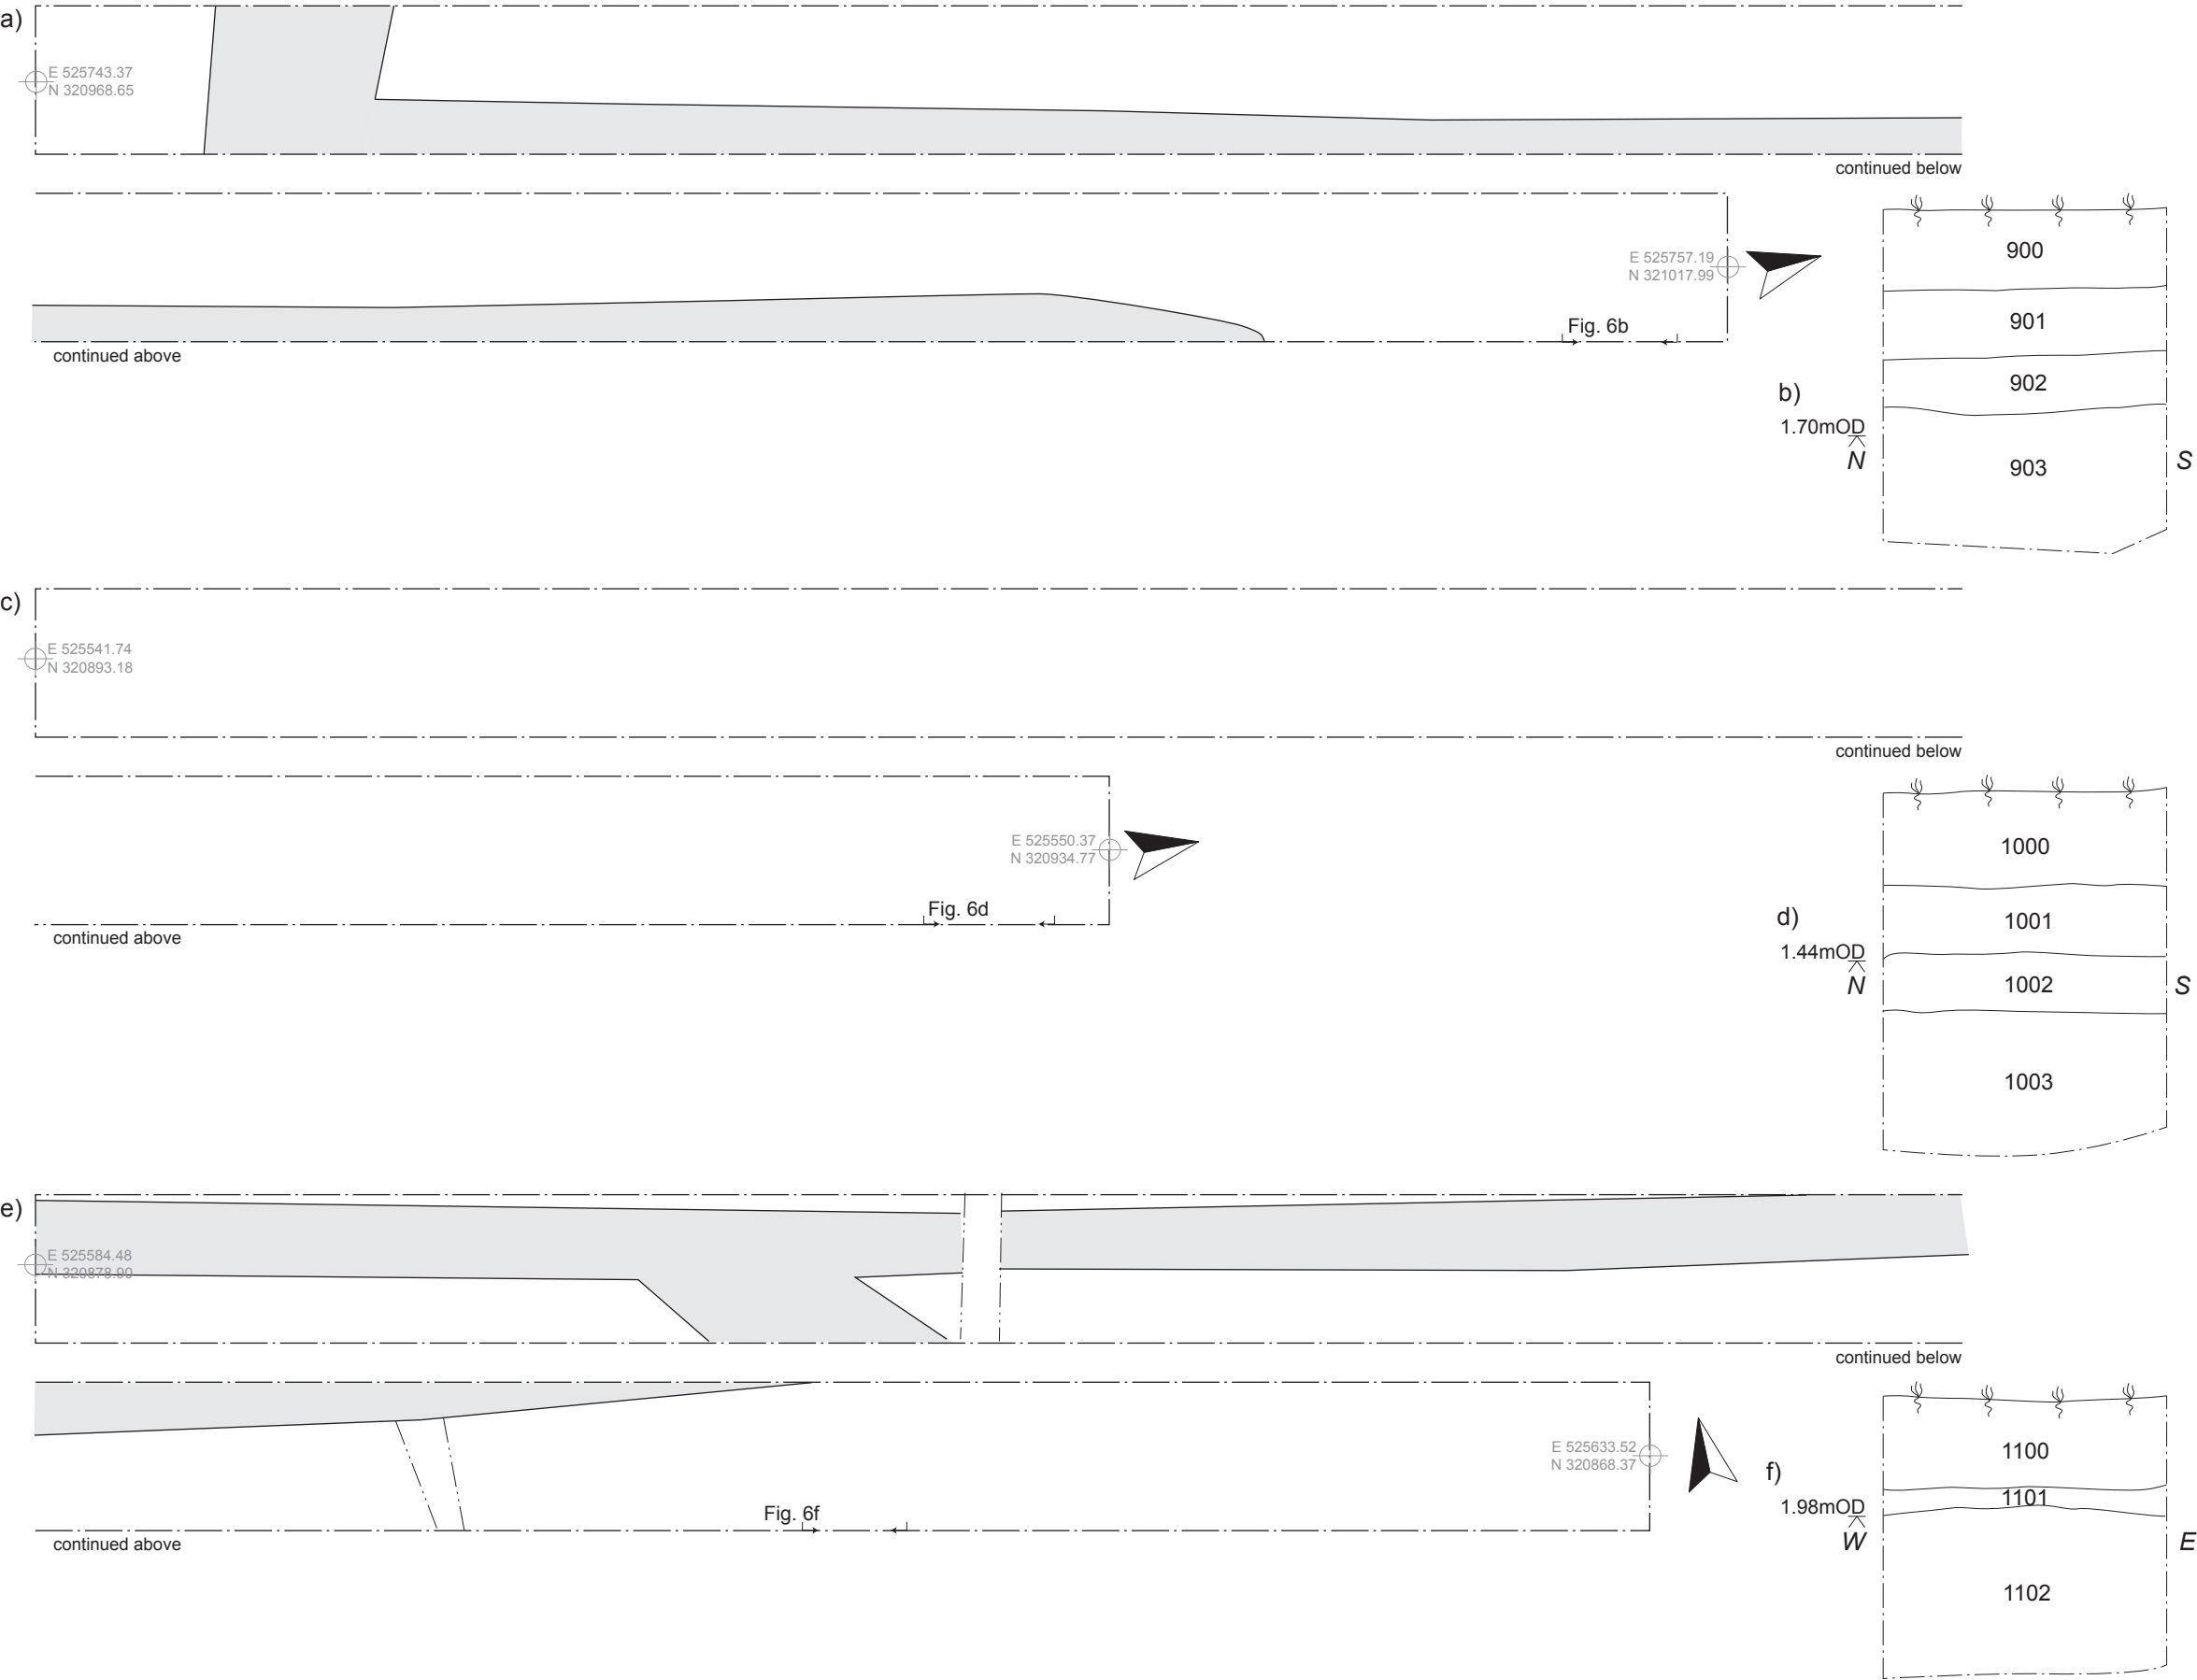 a)
E 525743.37
N 320968.65
continued below
E 525757.19
N 321017.99
Fig. 6b
continued above
b)
1.70mOD
N
900
901
902
903
S
c)
E 525541.74
N 320893.18
continued below
E 525550.37
N 320934.77
Fig. 6d
continued above
d)
1.44mOD
N
1000
1001
1002
1003
S
e)
E 525584.48
N 320878.90
continued below
E 525633.52
N 320868.37
Fig. 6f
continued above
f)
1.98mOD
W
1100
1101
1102
E